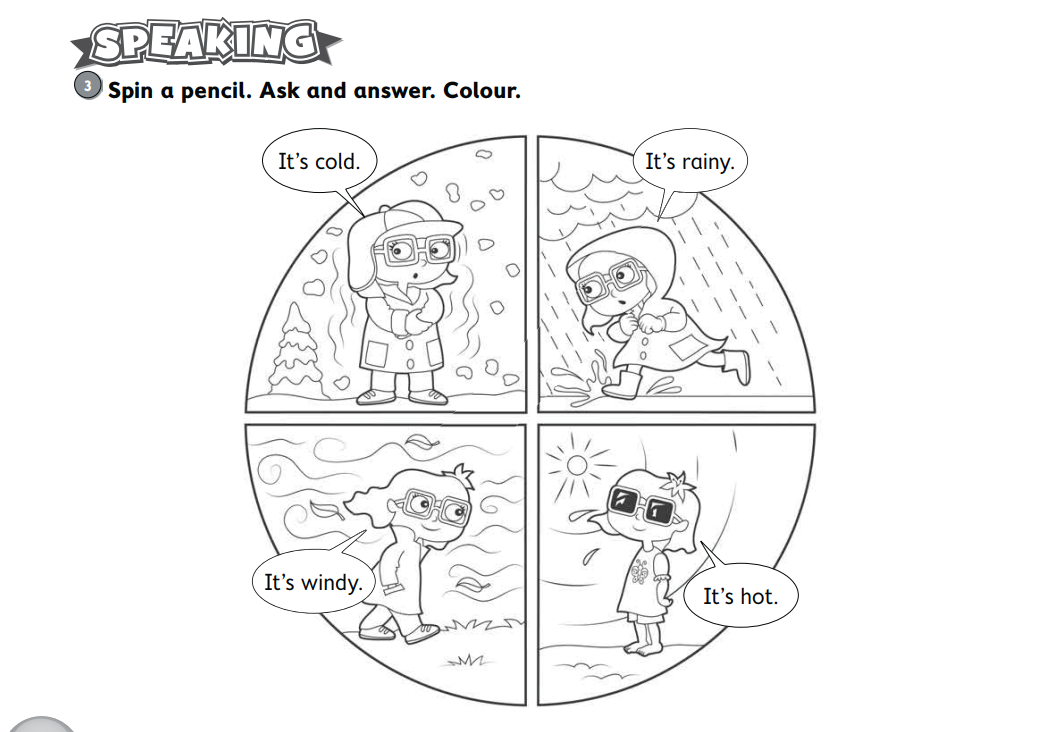 SPEAKING
3 Spin a pencil. Ask and answer. Colour.
It's cold.
It's rainy.
It's windy.
It's hot.